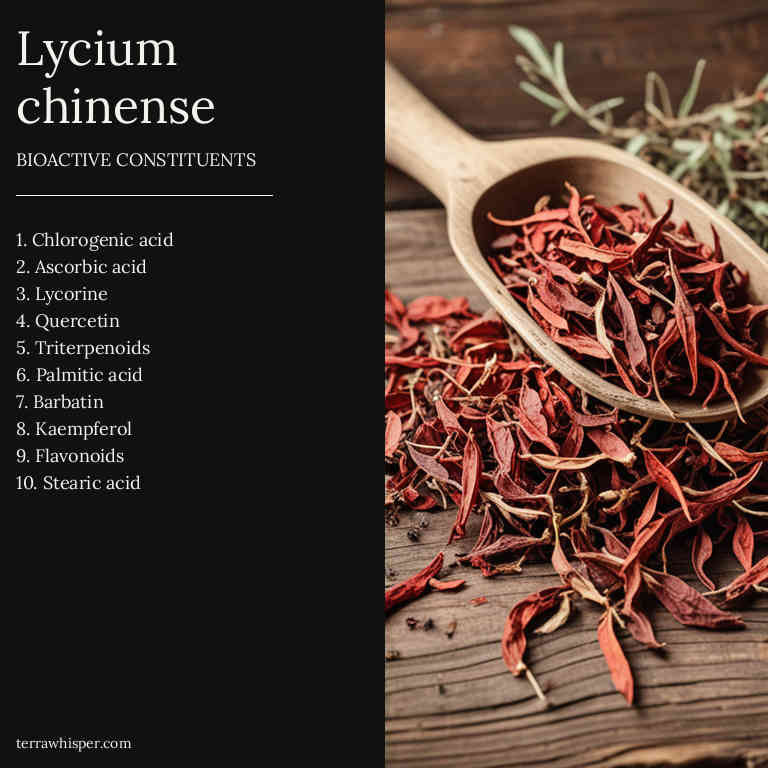 Lycium
chinense
BIOACTIVE CONSTITUENTS
1. Chlorogenic acid
2. Ascorbic acid
3. Lycorine
4. Quercetin
5. Triterpenoids
6. Palmitic acid
7. Barbatin
8. Kaempferol
9. Flavonoids
10. Stearic acid
terrawhisper.com